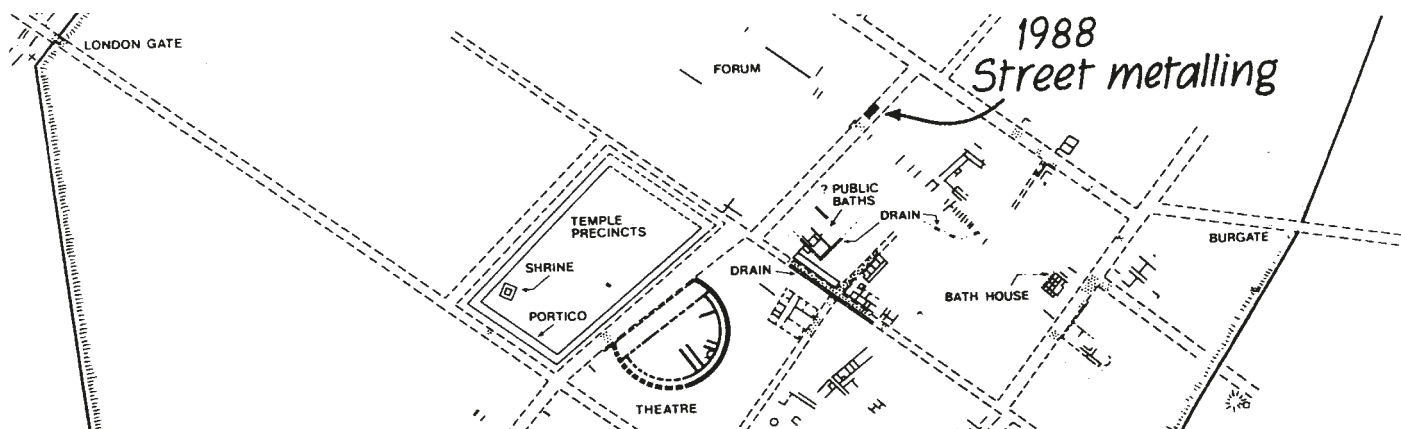 LONDON GATE
FORUM
1988
Street metalling
? PUBLIC
BATHS
DRAIN
TEMPLE
PRECINCTS
SHRINE
PORTICO
DRAIN
BATH HOUSE
BURGATE
THEATRE